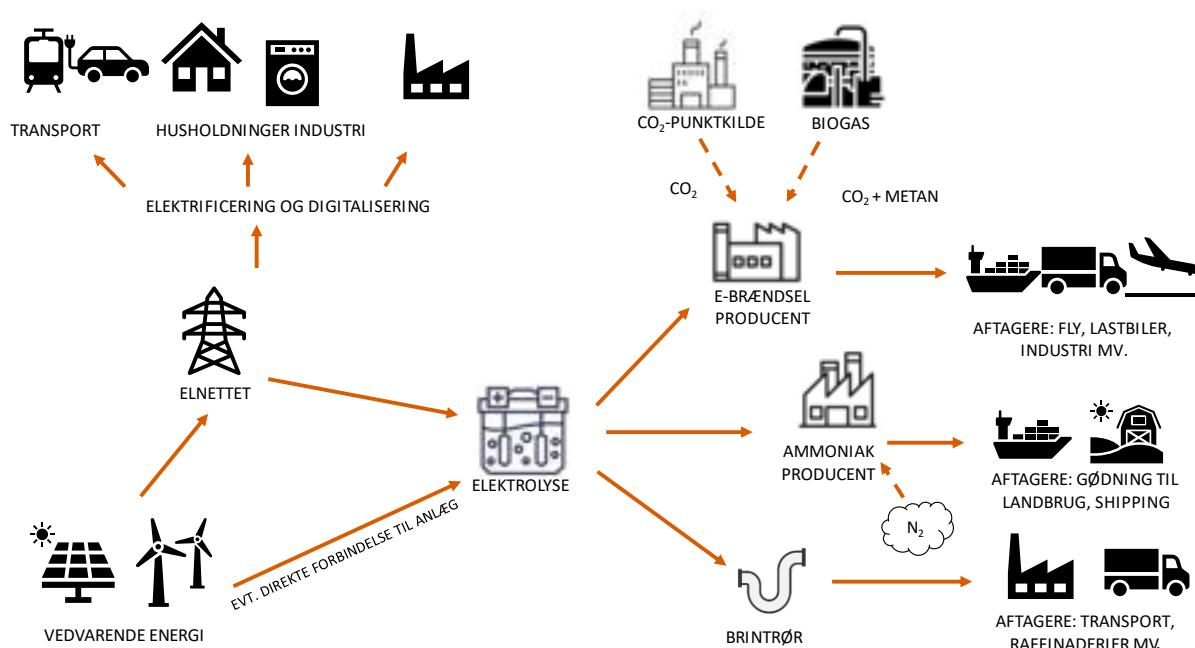 TRANSPORT
HUSHOLDNINGER INDUSTRI
ELEKTRIFICERING OG DIGITALISERING
ELNETTET
VEDVARENDE ENERGI
EVT. DIREKTE FORBINDELSE TIL ANLÆG
ELEKTROLYSE
CO₂-PUNKTKILDE
BIOGAS
CO₂
CO₂ + METAN
E-BRÆNDSEL
PRODUCENT
AFTAGERE: FLY, LASTBILER,
INDUSTRI MV.
AMMONIAK
PRODUCENT
N₂
AFTAGERE: GØDNING TIL
LANDBRUG, SHIPPING
BRINTRØR
AFTAGERE: TRANSPORT,
RAFFINADERIER MV.